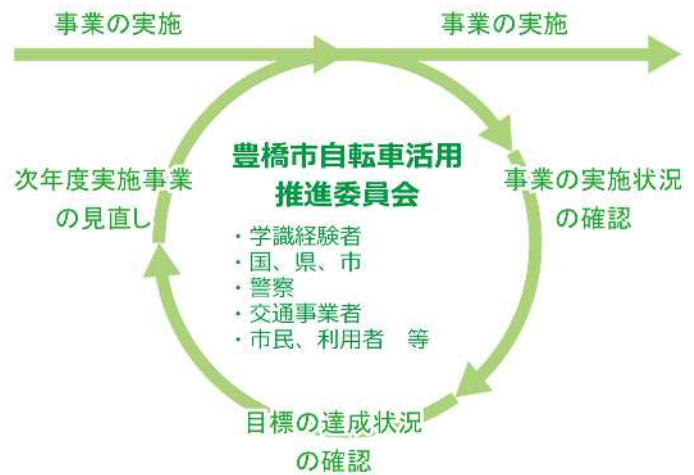 事業の実施
事業の実施
豊橋市自転車活用
推進委員会
・学識経験者
・国、県、市
・警察
・交通事業者
・市民、利用者　等
事業の実施状況
の確認
目標の達成状況
の確認
次年度実施事業
の見直し